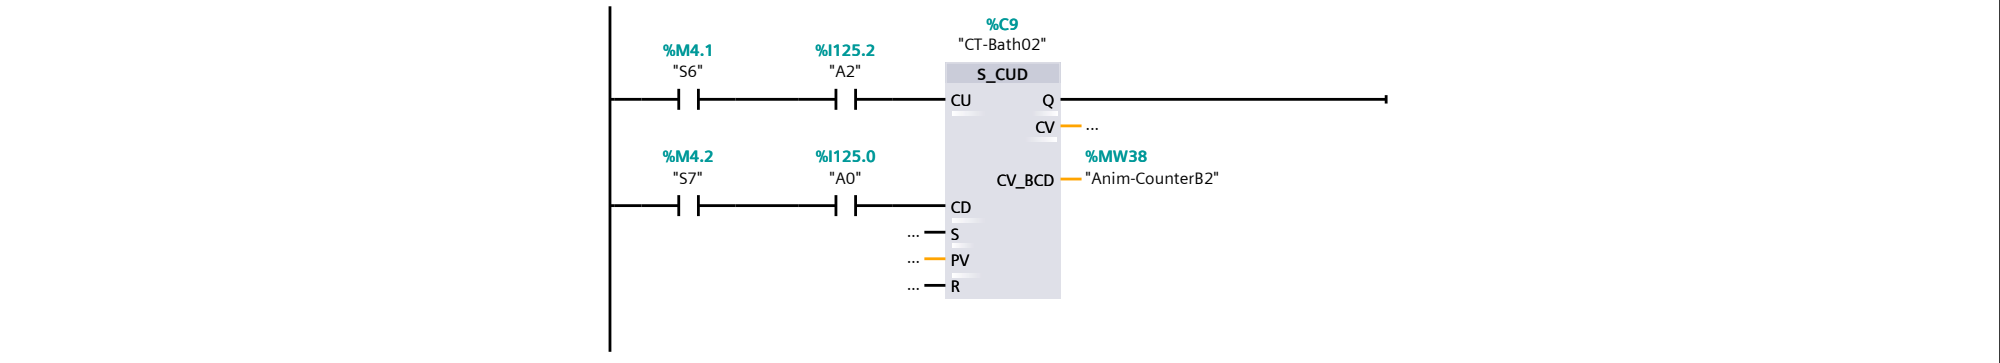 %C9
"CT-Bath02"
%M4.1
%I125.2
"S6"
"A2"
S_CUD
CU
Q
CV
...
%M4.2
%I125.0
%MW38
"S7"
"A0"
CV_BCD
"Anim-CounterB2"
CD
... S
... PV
... R